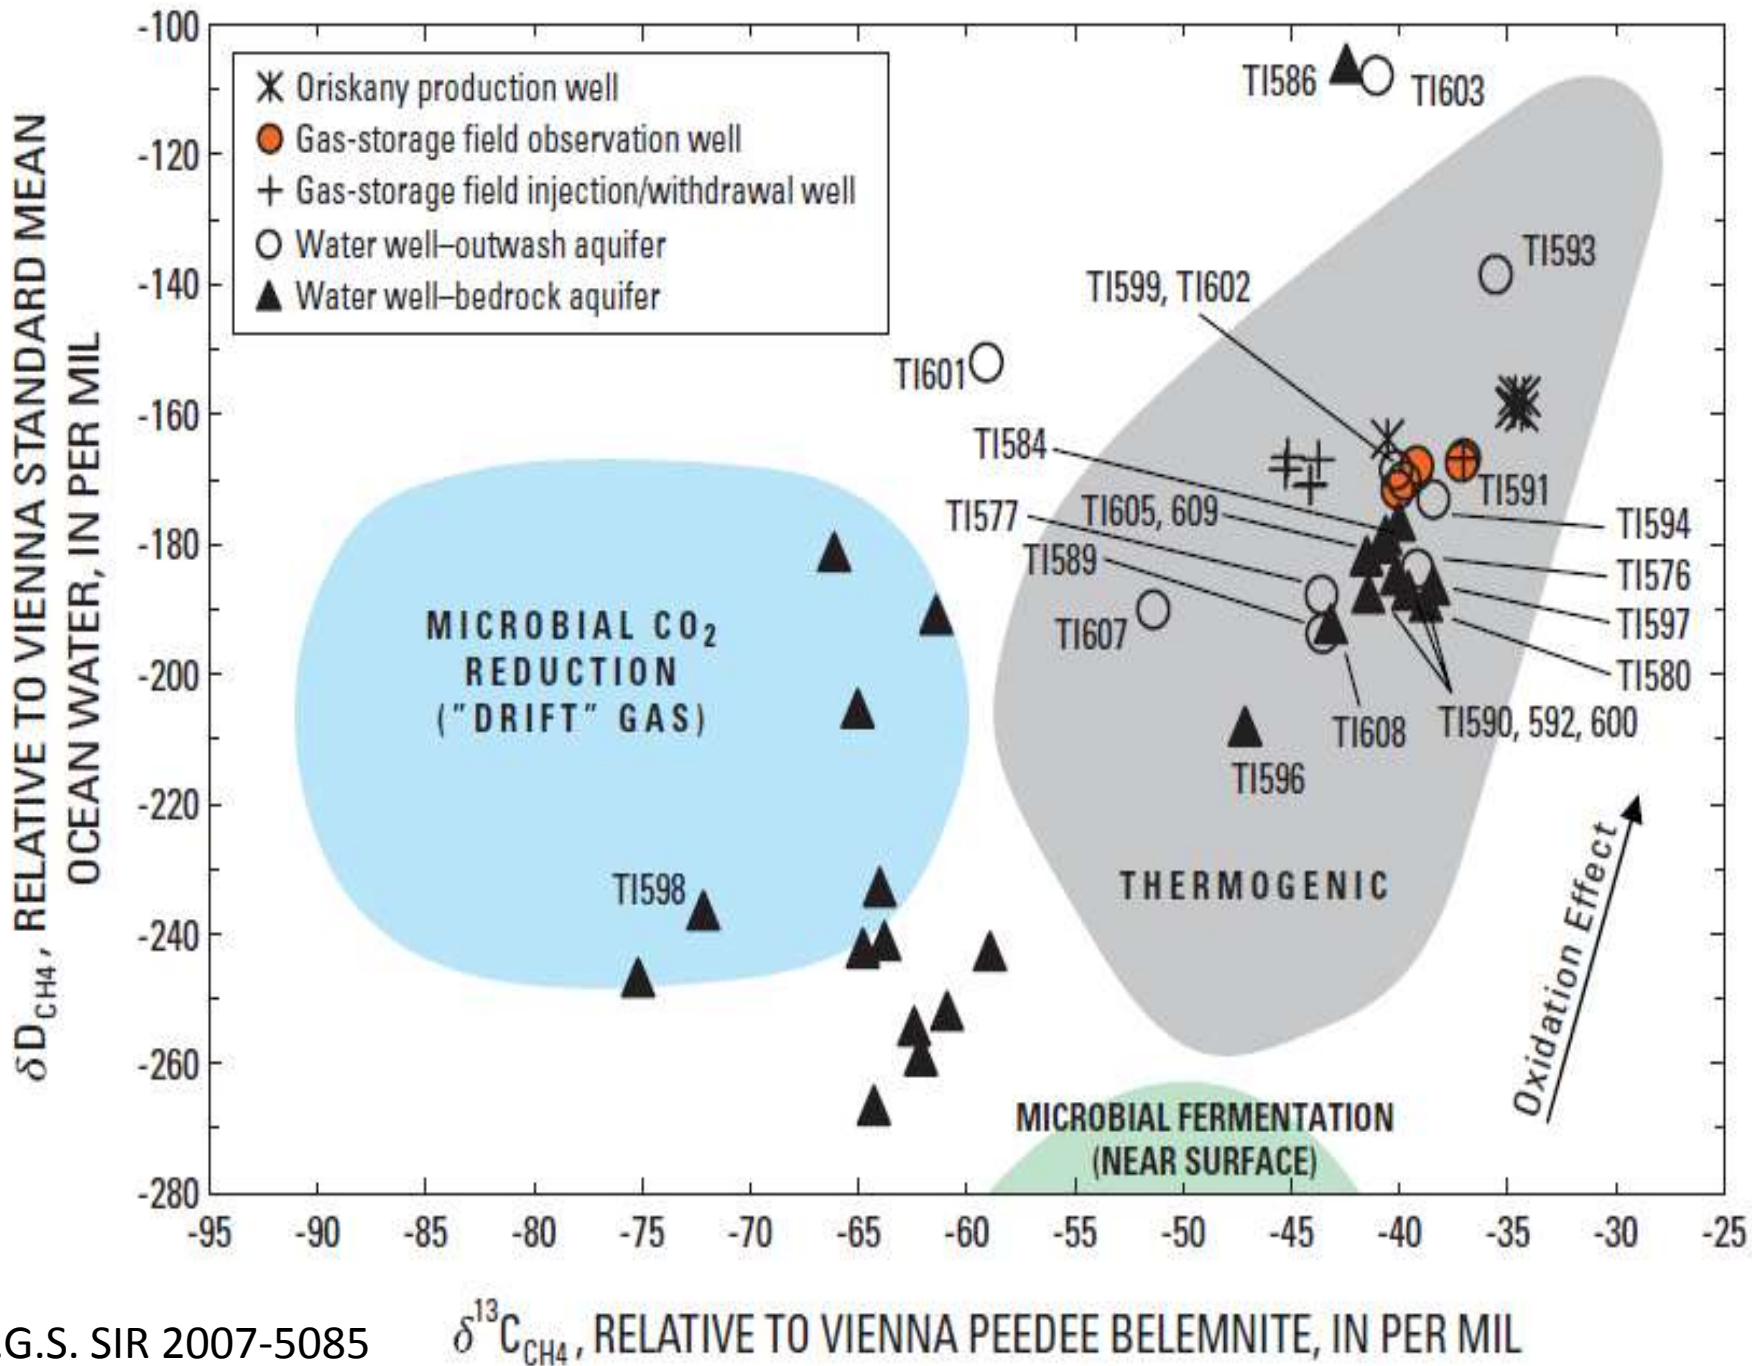 δD CH4, RELATIVE TO VIENNA STANDARD MEAN
OCEAN WATER, IN PER MIL
-100
-120
-140
-160
-180
-200
-220
-240
-260
-280
Oriskany production well
Gas-storage field observation well
Gas-storage field injection/withdrawal well
Water well–outwash aquifer
Water well–bedrock aquifer
TI586
TI603
TI593
TI599, TI602
TI601
TI584
TI591
TI577
TI605, 609
TI594
TI589
TI576
TI607
TI597
TI580
TI608
TI590, 592, 600
TI596
TI598
MICROBIAL CO2
REDUCTION
("DRIFT" GAS)
THERMOGENIC
Oxidation Effect
MICROBIAL FERMENTATION
(NEAR SURFACE)
-95
-90
-85
-80
-75
-70
-65
-60
-55
-50
-45
-40
-35
-30
-25
.G.S. SIR 2007-5085
δ13C CH4, RELATIVE TO VIENNA PEEDEE BELEMNITE, IN PER MIL